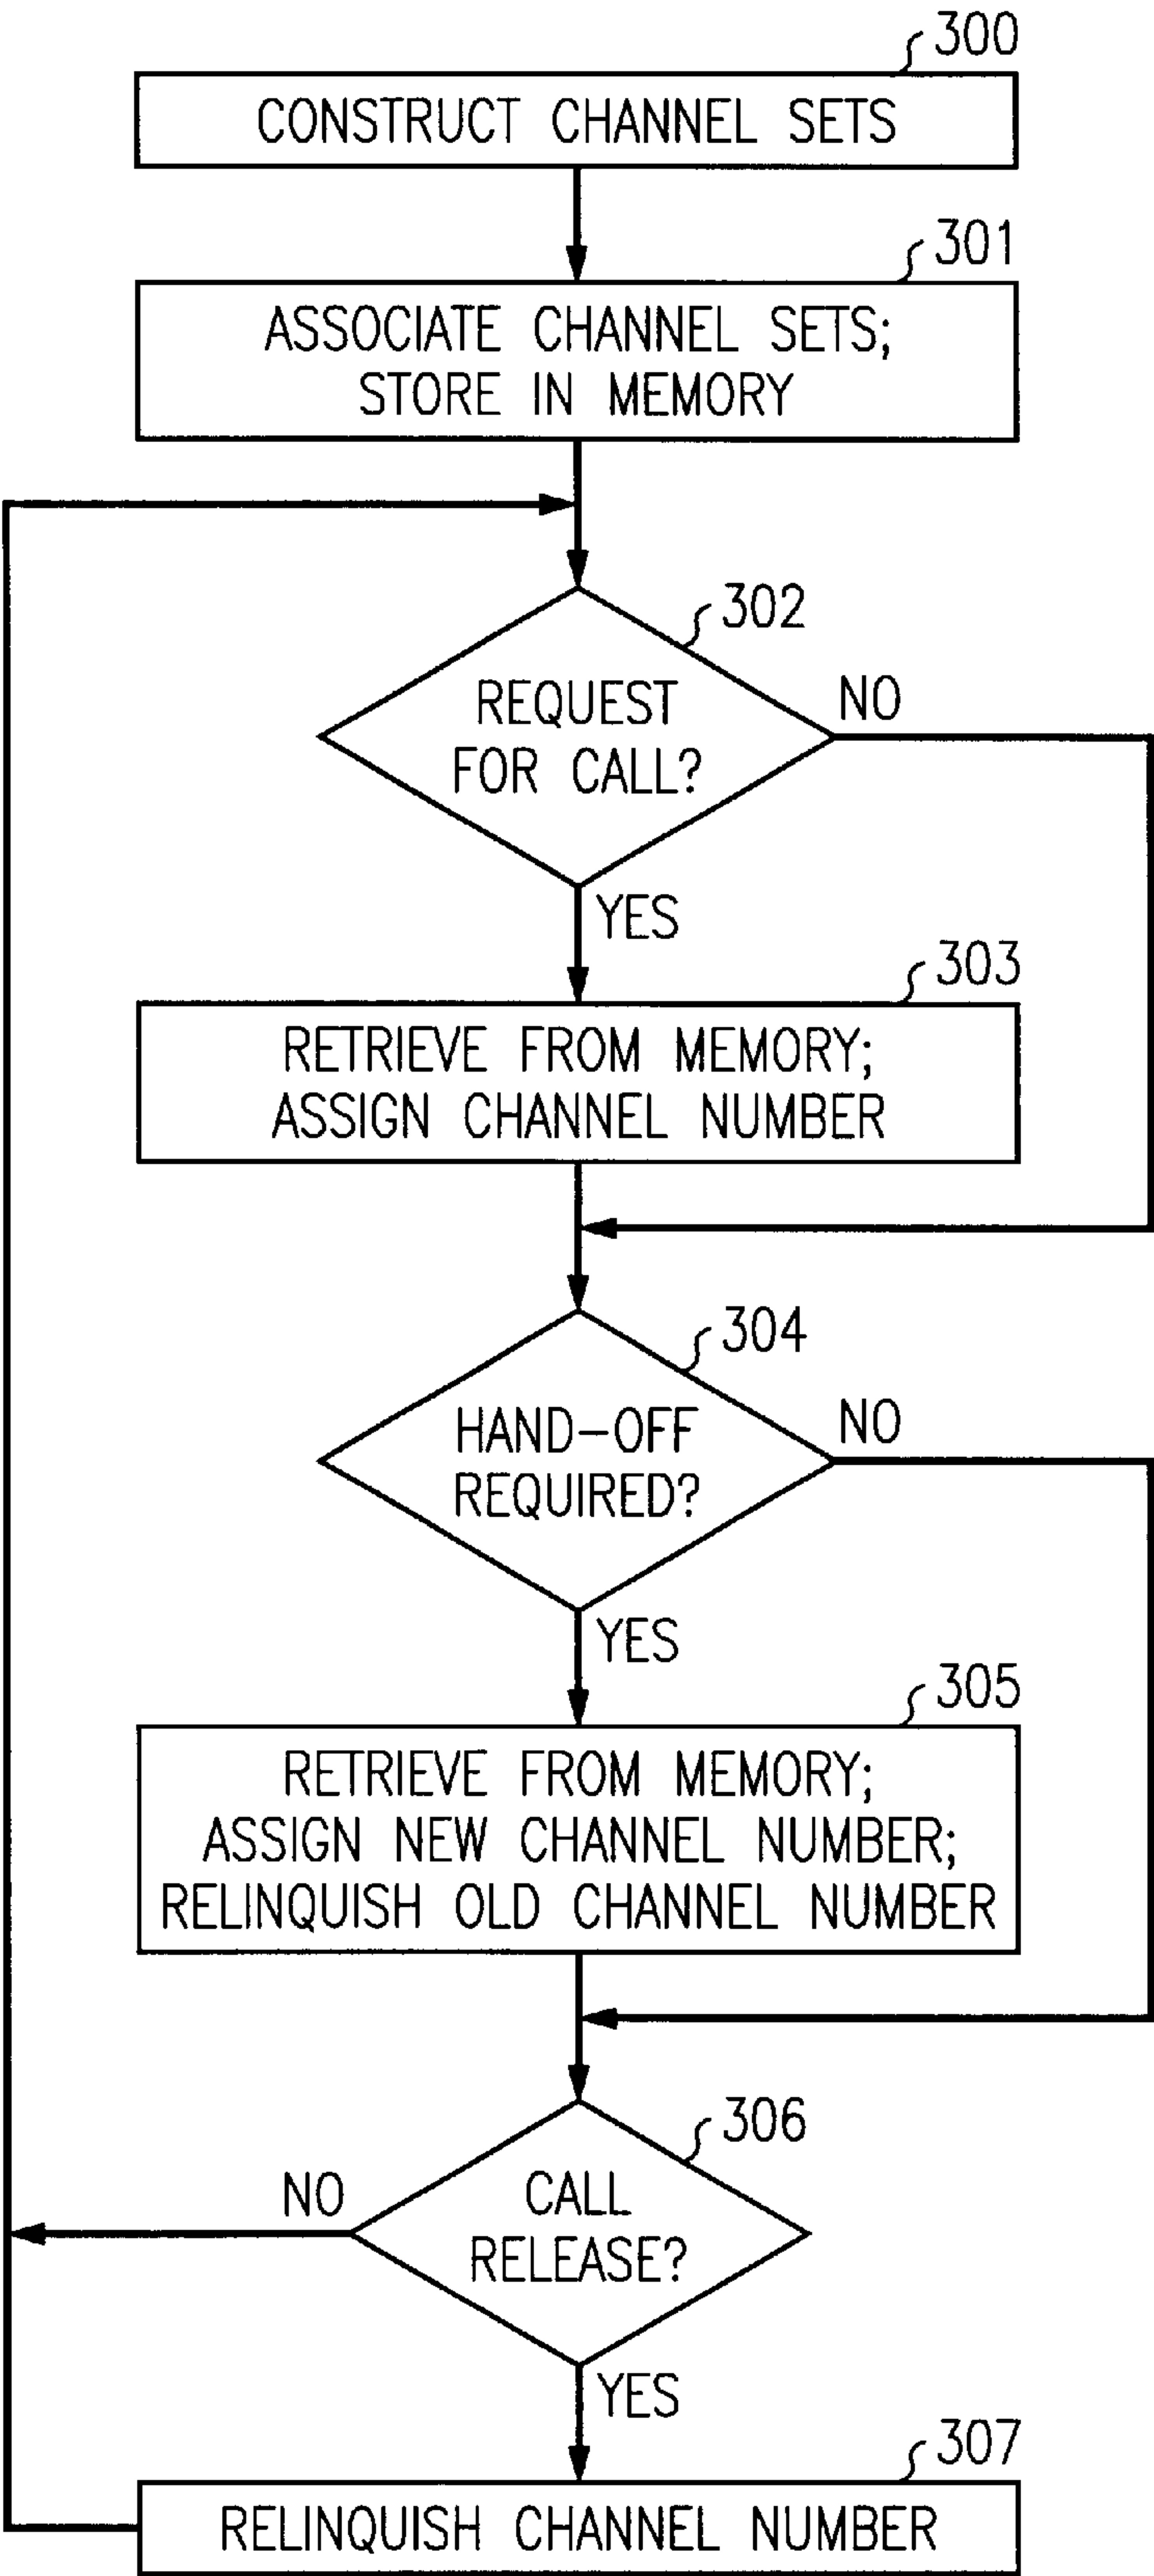 300
CONSTRUCT CHANNEL SETS
301
ASSOCIATE CHANNEL SETS;
STORE IN MEMORY
302
REQUEST
FOR CALL?
NO
YES
303
RETRIEVE FROM MEMORY;
ASSIGN CHANNEL NUMBER
304
HAND-OFF
REQUIRED?
NO
YES
305
RETRIEVE FROM MEMORY;
ASSIGN NEW CHANNEL NUMBER;
RELINQUISH OLD CHANNEL NUMBER
306
CALL
RELEASE?
NO
YES
307
RELINQUISH CHANNEL NUMBER